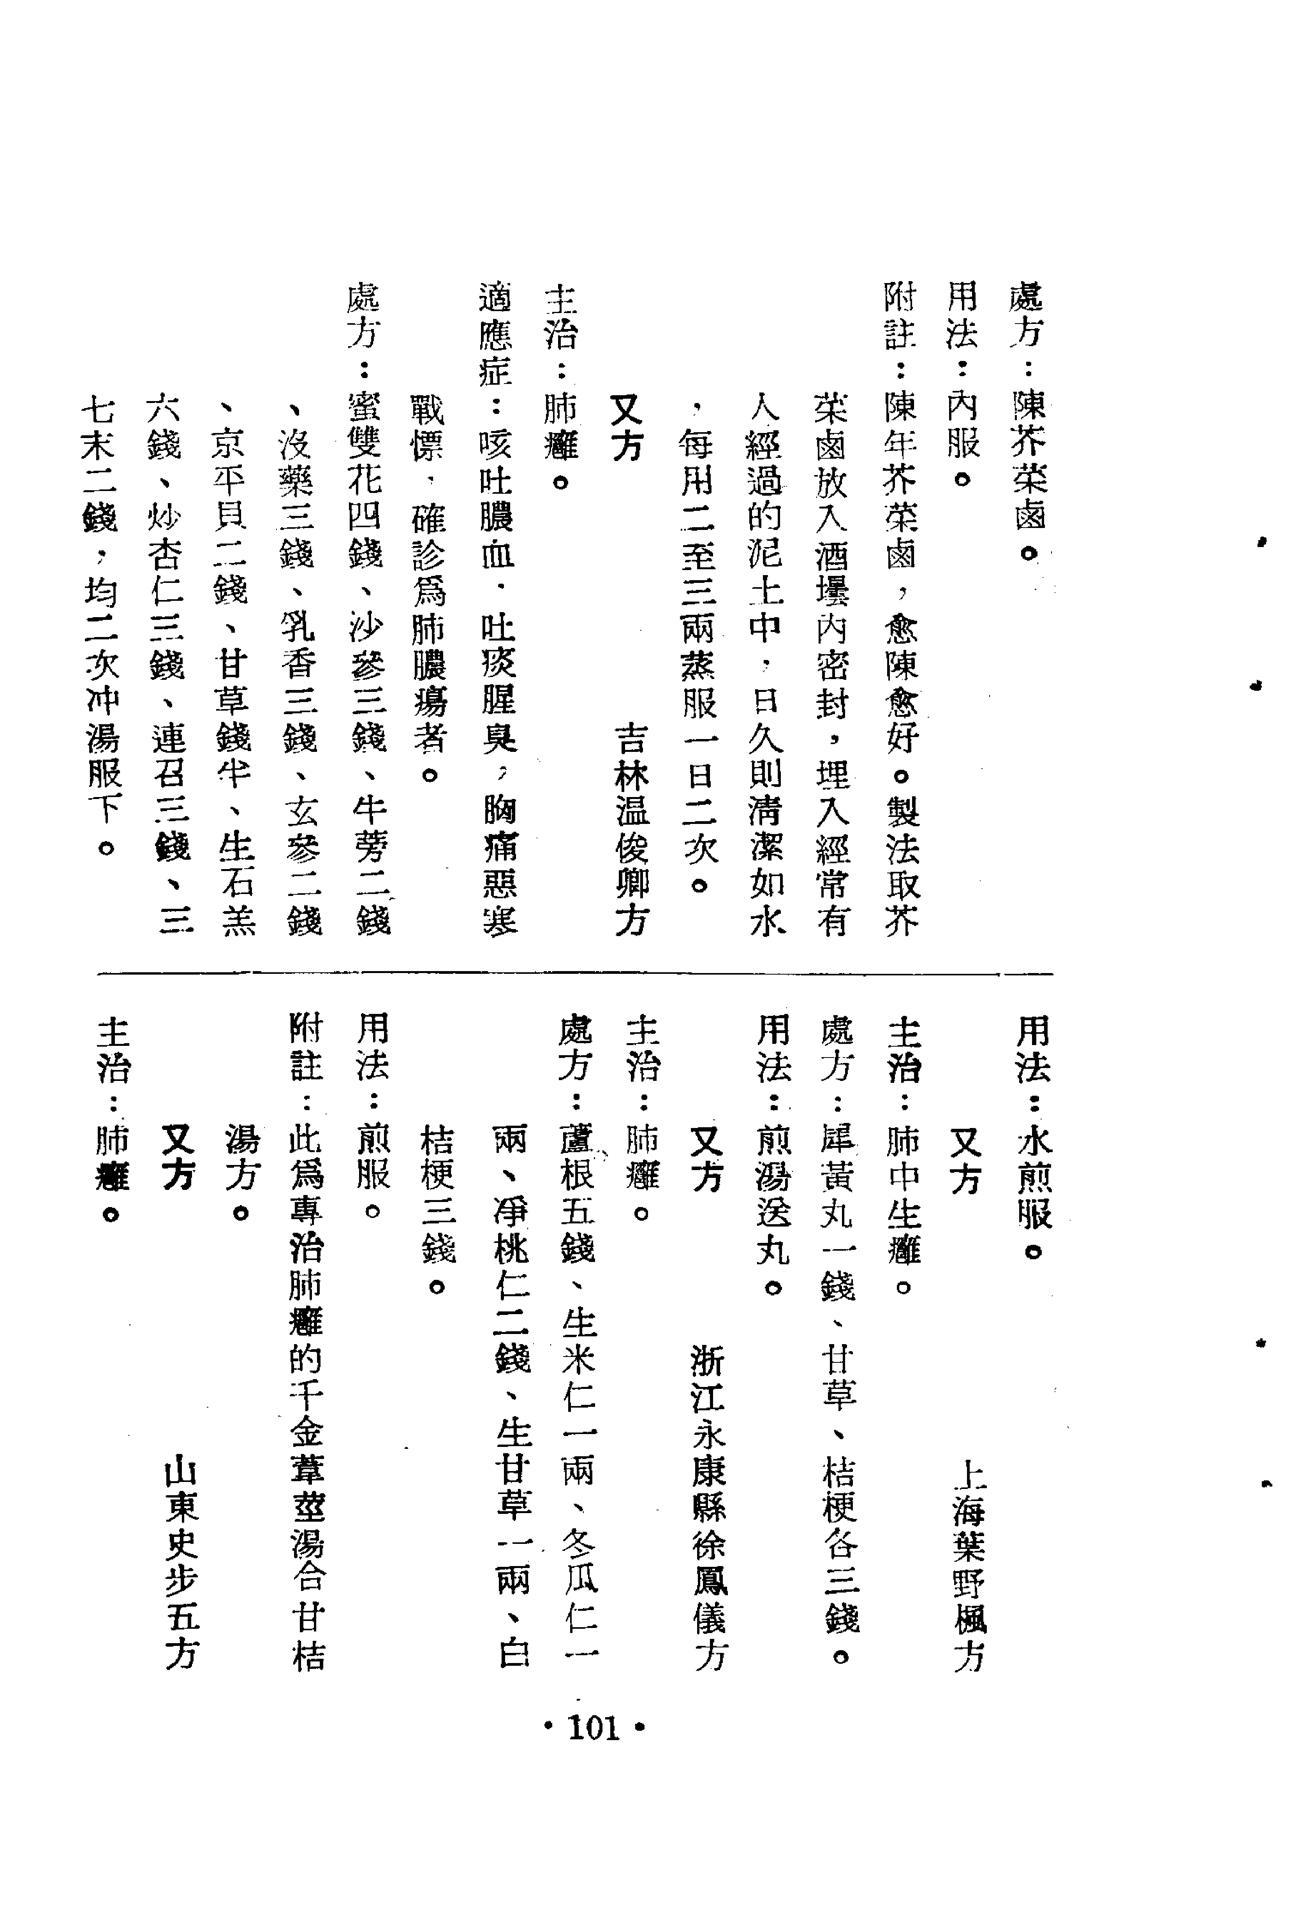 處方：陳芥菜鹵。
用法：內服。
附註：陳年芥菜鹵，愈陳愈好。製法取芥
菜鹵放入酒壜內密封，埋入經常有
人經過的泥土中，日久則清潔如水
，每用二至三兩蒸服一日二次。
又方　吉林温俊卿方
主治：肺癰。
適應症：咳吐膿血．吐痰腥臭，胸痛惡寒
戰慄，確診爲肺膿瘍者。
處方：蜜雙花四錢、沙參三錢、牛蒡二錢
、沒藥三錢、乳香三錢、玄參二錢
、京平貝二錢、甘草錢半、生石羔
六錢、炒杏仁三錢、連召三錢、三
七末二錢，均二次冲湯服下。
用法：水煎服。
又方　上海葉野楓方
主治：肺中生癰。
處方：犀黃丸一錢、甘草、桔梗各三錢。
用法：煎湯送丸。
又方　浙江永康縣徐鳳儀方
主治：肺癰。
處方：蘆根五錢、生米仁一兩、冬瓜仁一
兩、凈桃仁二錢、生甘草一兩、白
桔梗三錢。
用法：煎服。
附註：此爲專治肺癰的千金葦莖湯合甘桔
湯方。
又方　山東史步五方
主治：肺癰。
·101·